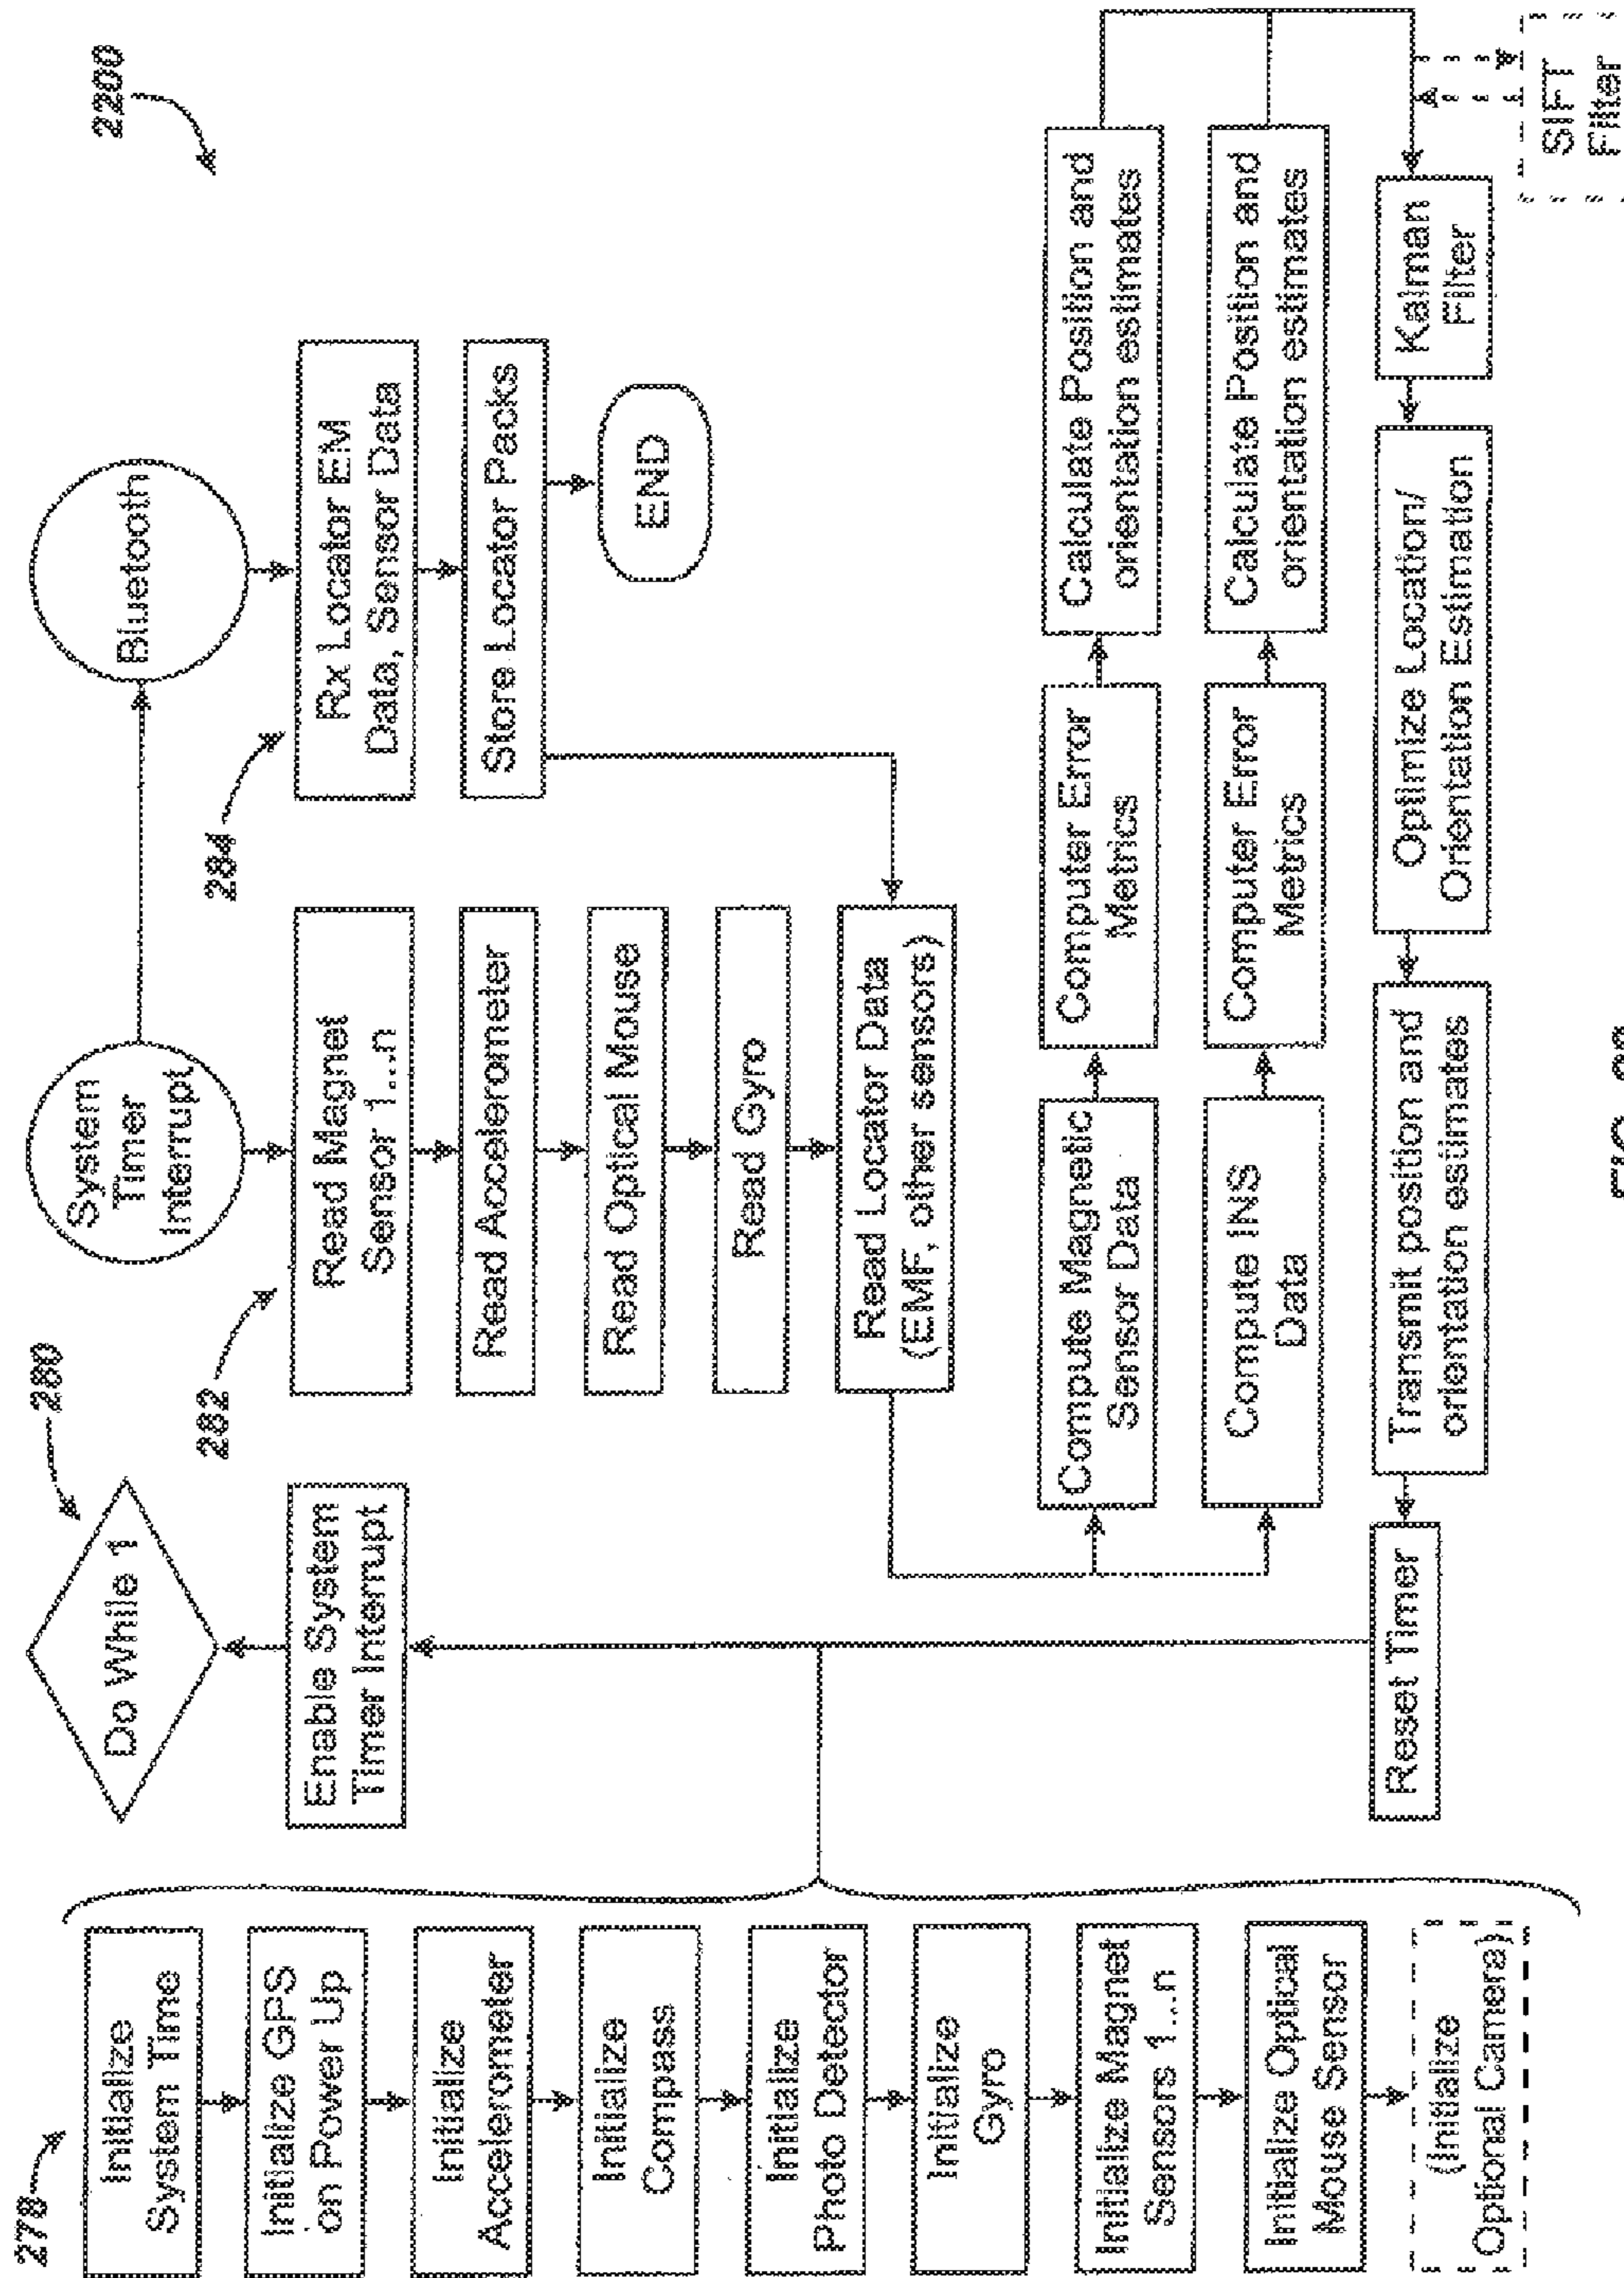 2200
278
Initialize
System Time
Initialize GPS
on Power Up
Initialize
Accelerometer
Initialize
Compass
Initialize
Photo Detector
Initialize
Gyro
Initialize Magnet
Sensors 1...n
Initialize Optical
Mouse Sensor
(Initialize
Optional Camera)
280
Do While 1
Enable System
Timer Interrupt
282
System
Timer
Interrupt
Read Magnet
Sensor 1...n
Read Accelerometer
Read Optical Mouse
Read Gyro
Read Locator Data
(EMF, other sensors)
284
Bluetooth
Rx Locator EM
Data, Sensor Data
Store Locator Packs
END
Compute Magnetic
Sensor Data
Computer Error
Metrics
Calculate Position and
orientation estimates
Compute INS
Data
Computer Error
Metrics
Calculate Position and
orientation estimates
Reset Timer
Transmit position and
orientation estimates
Optimize Location/
Orientation Estimation
Kalman
Filter
SIFT
Filter